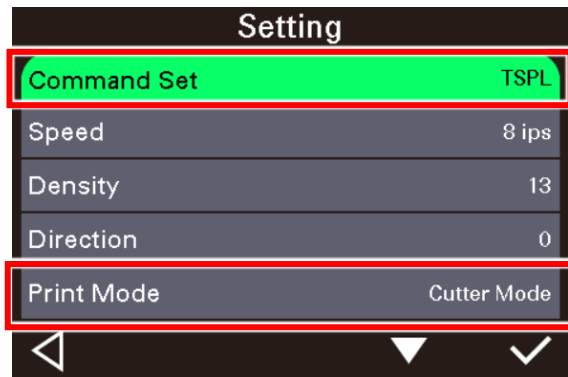 Setting
Command Set TSPL
Speed 8 ips
Density 13
Direction 0
Print Mode Cutter Mode